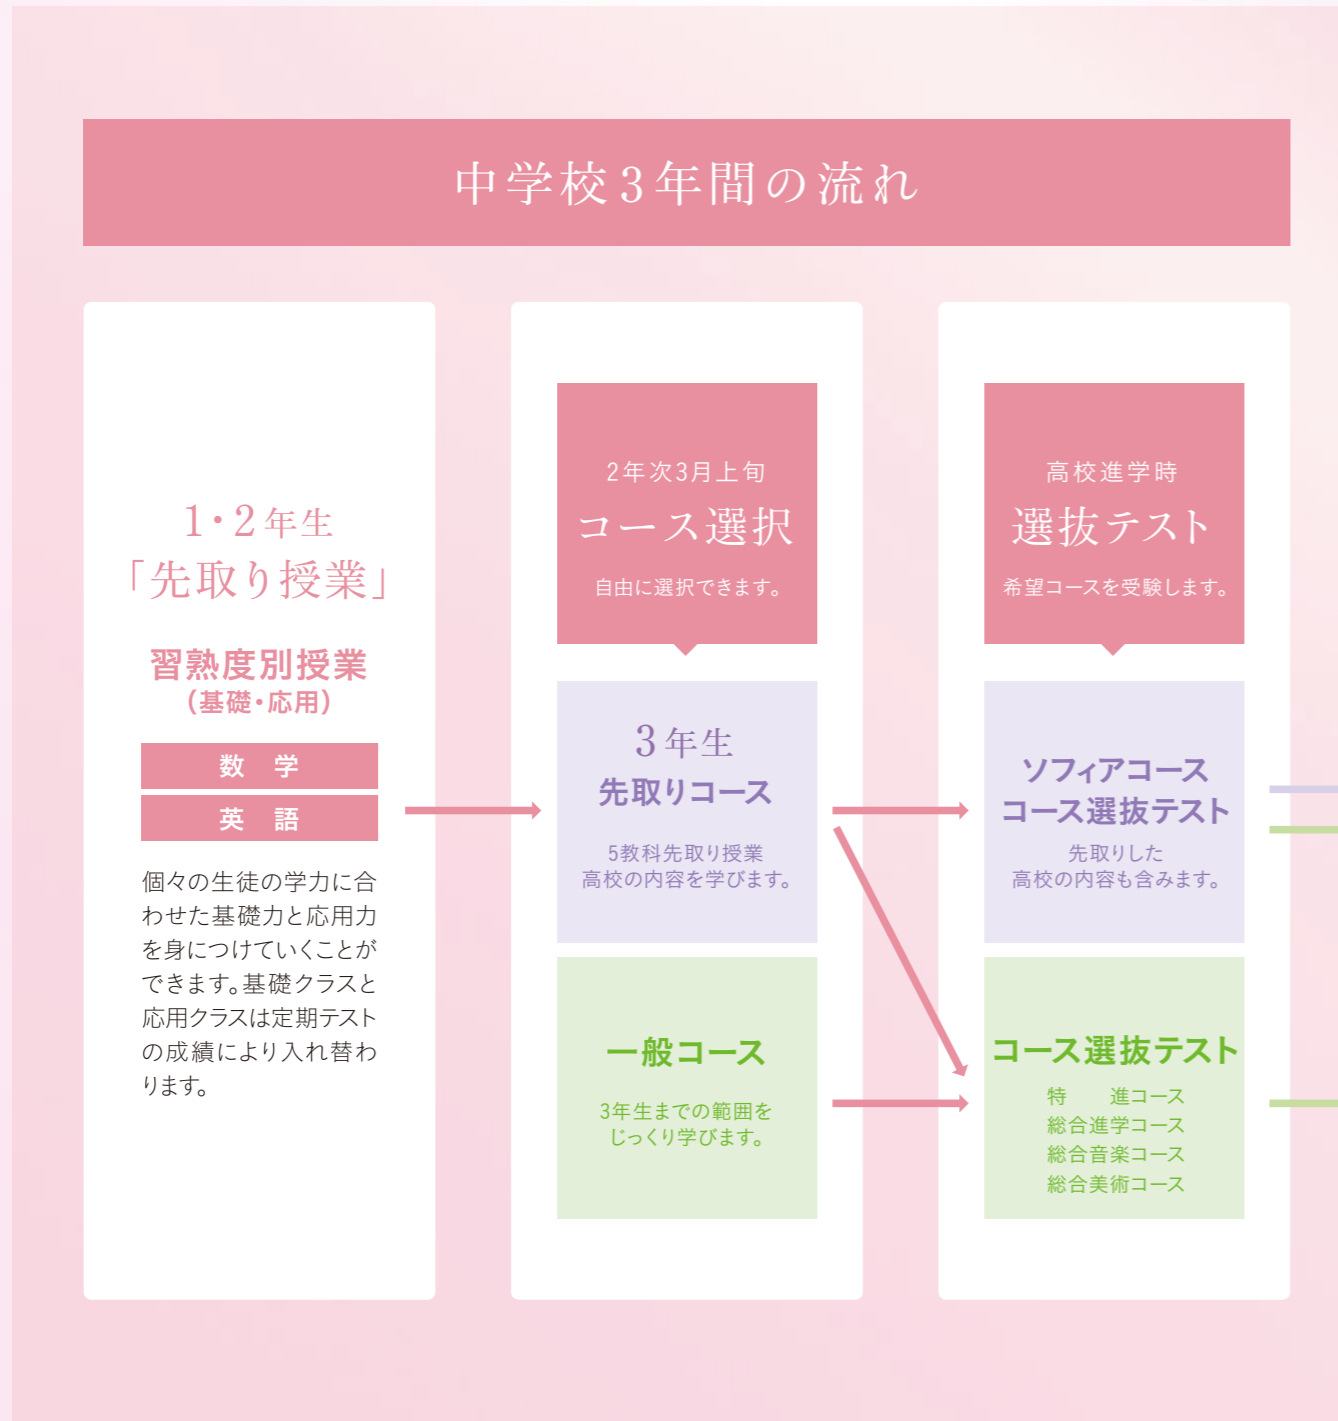 中学校3年間の流れ
1・2年生
「先取り授業」
習熟度別授業
（基礎・応用）
数　学
英　語
個々の生徒の学力に合
わせた基礎力と応用力
を身につけていくことが
できます。基礎クラスと
応用クラスは定期テスト
の成績により入れ替わ
ります。
2年次3月上旬
コース選択
自由に選択できます。
3年生
先取りコース
5教科先取り授業
高校の内容を学びます。
一般コース
3年生までの範囲を
じっくり学びます。
高校進学時
選抜テスト
希望コースを受験します。
ソフィアコース
コース選抜テスト
先取りした
高校の内容も含みます。
コース選抜テスト
特　進コース
総合進学コース
総合音楽コース
総合美術コース